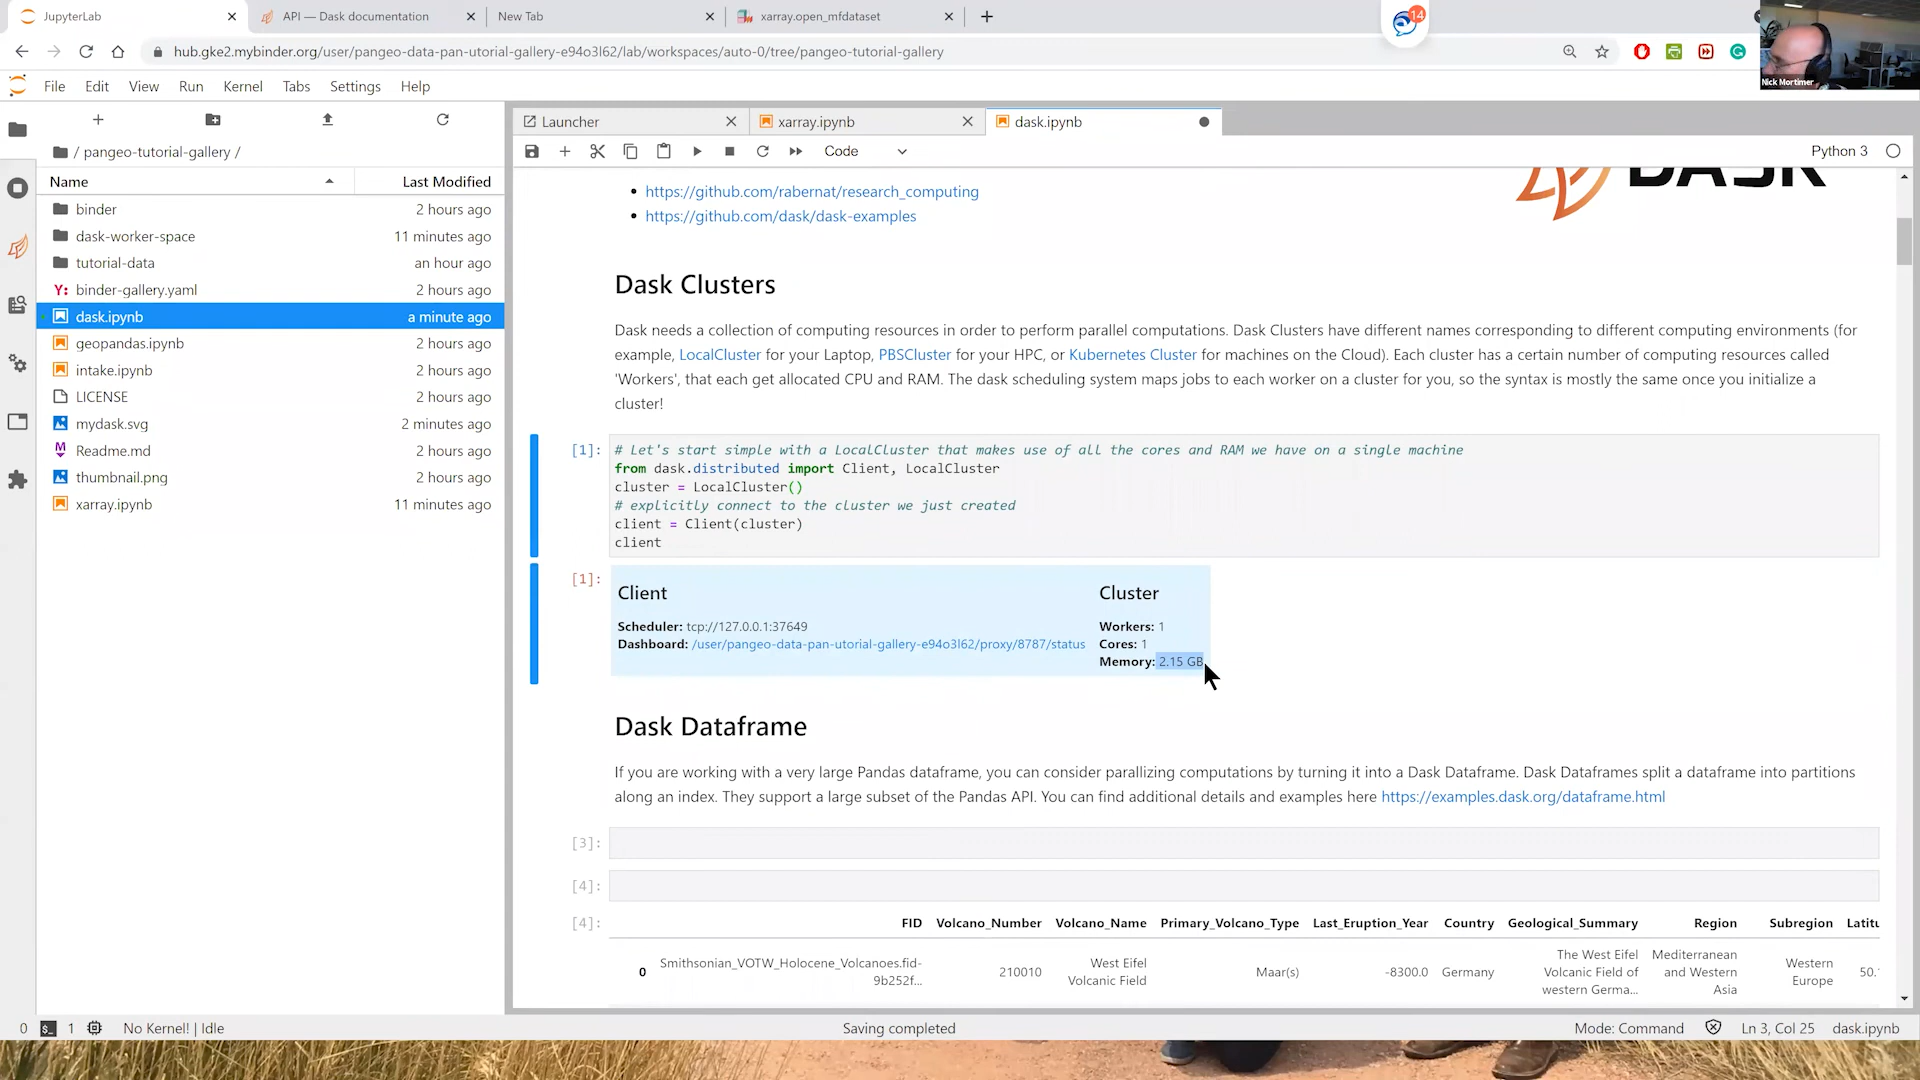 JupyterLab
API — Dask documentation
New Tab
xarray.open_mfdataset
14
hub.gke2.mybinder.org/user/pangeo-data-pan-utorial-gallery-e94o3l62/lab/workspaces/auto-0/tree/pangeo-tutorial-gallery
Nick Mortimer
File Edit View Run Kernel Tabs Settings Help
Launcher
xarray.ipynb
dask.ipynb
/ pangeo-tutorial-gallery /
Code
Python 3
Name Last Modified
binder 2 hours ago
dask-worker-space 11 minutes ago
tutorial-data an hour ago
Y: binder-gallery.yaml 2 hours ago
dask.ipynb a minute ago
geopandas.ipynb 2 hours ago
intake.ipynb 2 hours ago
LICENSE 2 hours ago
mydask.svg 2 minutes ago
Readme.md 2 hours ago
thumbnail.png 2 hours ago
xarray.ipynb 11 minutes ago
DASK
• https://github.com/rabernat/research_computing
• https://github.com/dask/dask-examples
Dask Clusters
Dask needs a collection of computing resources in order to perform parallel computations. Dask Clusters have different names corresponding to different computing environments (for
example, LocalCluster for your Laptop, PBSCluster for your HPC, or Kubernetes Cluster for machines on the Cloud). Each cluster has a certain number of computing resources called
'Workers', that each get allocated CPU and RAM. The dask scheduling system maps jobs to each worker on a cluster for you, so the syntax is mostly the same once you initialize a
cluster!
[1]: # Let's start simple with a LocalCluster that makes use of all the cores and RAM we have on a single machine
from dask.distributed import Client, LocalCluster
cluster = LocalCluster()
# explicitly connect to the cluster we just created
client = Client(cluster)
client
[1]:
Client
Scheduler: tcp://127.0.0.1:37649
Dashboard: /user/pangeo-data-pan-utorial-gallery-e94o3l62/proxy/8787/status
Cluster
Workers: 1
Cores: 1
Memory: 2.15 GB
Dask Dataframe
If you are working with a very large Pandas dataframe, you can consider parallizing computations by turning it into a Dask Dataframe. Dask Dataframes split a dataframe into partitions
along an index. They support a large subset of the Pandas API. You can find additional details and examples here https://examples.dask.org/dataframe.html
[3]:
[4]:
[4]: FID Volcano_Number Volcano_Name Primary_Volcano_Type Last_Eruption_Year Country Geological_Summary Region Subregion Latitu
0 Smithsonian_VOTW_Holocene_Volcanoes.fid-
9b252f...
210010
West Eifel
Volcanic Field
Maar(s)
-8300.0
Germany
The West Eifel
Volcanic Field of
western Germa...
Mediterranean
and Western
Asia
Western
Europe
50.
0 1 No Kernel! | Idle
Saving completed
Mode: Command Ln 3, Col 25 dask.ipynb